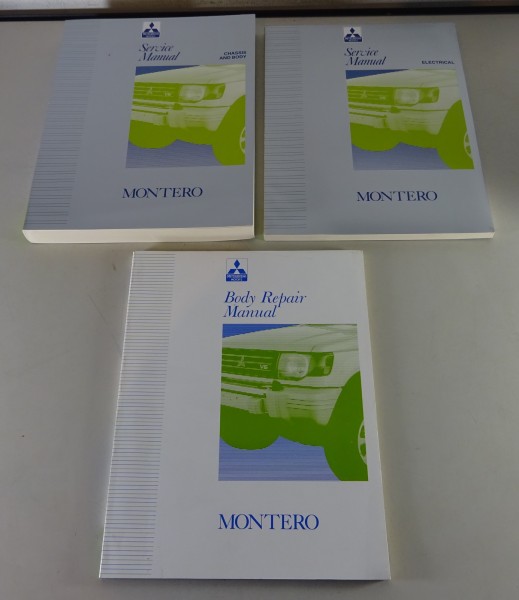 Service
Manual
CHASSIS
AND BODY
MONTERO
Service
Manual
ELECTRICAL
MONTERO
Body Repair
Manual
MONTERO